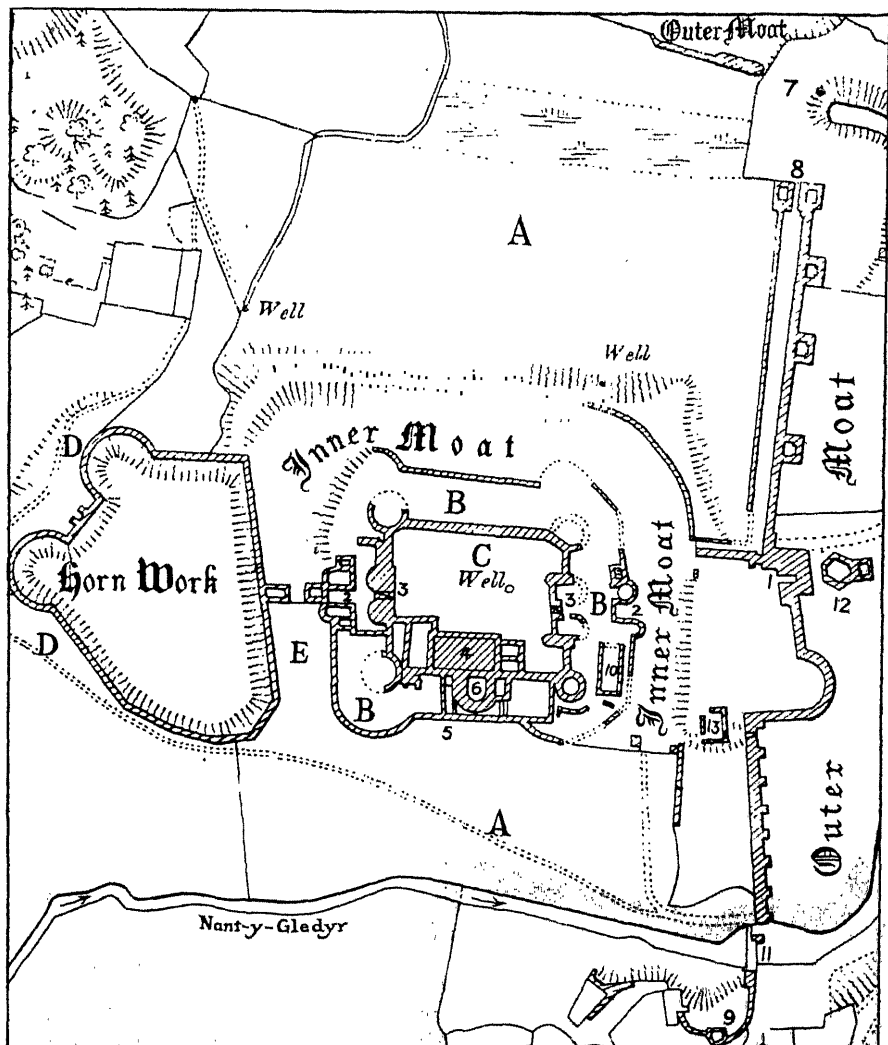 Outer Moat
7
8
A
Well
Well
Moat
Inner Moat
D
B
C
Well
Horn Work
3
3
B
2
1
12
D
E
4
10
Inner Moat
6
B
5
13
A
Outer
Nant-y-Gledyr
11
9